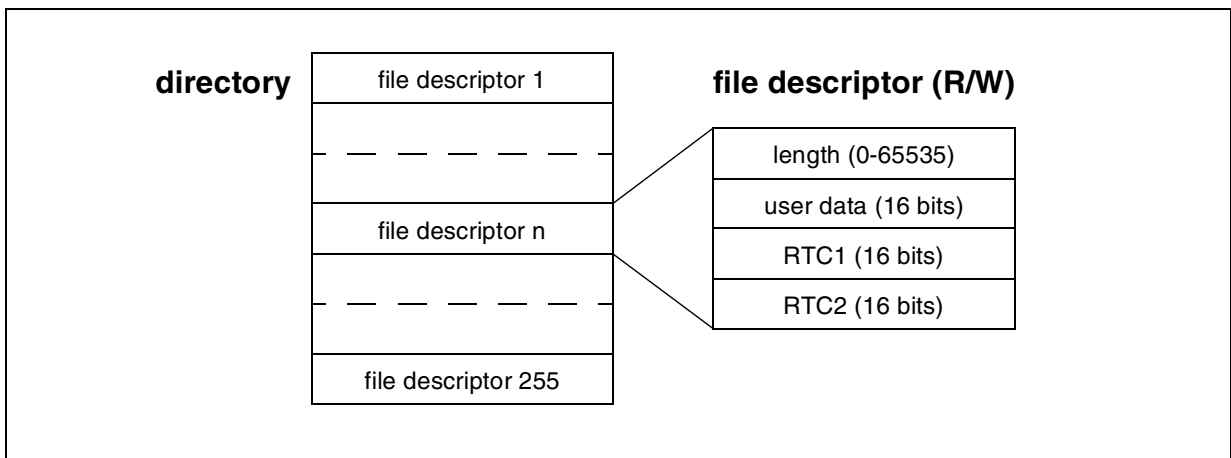 directory
file descriptor 1
file descriptor n
file descriptor 255
file descriptor (R/W)
length (0-65535)
user data (16 bits)
RTC1 (16 bits)
RTC2 (16 bits)